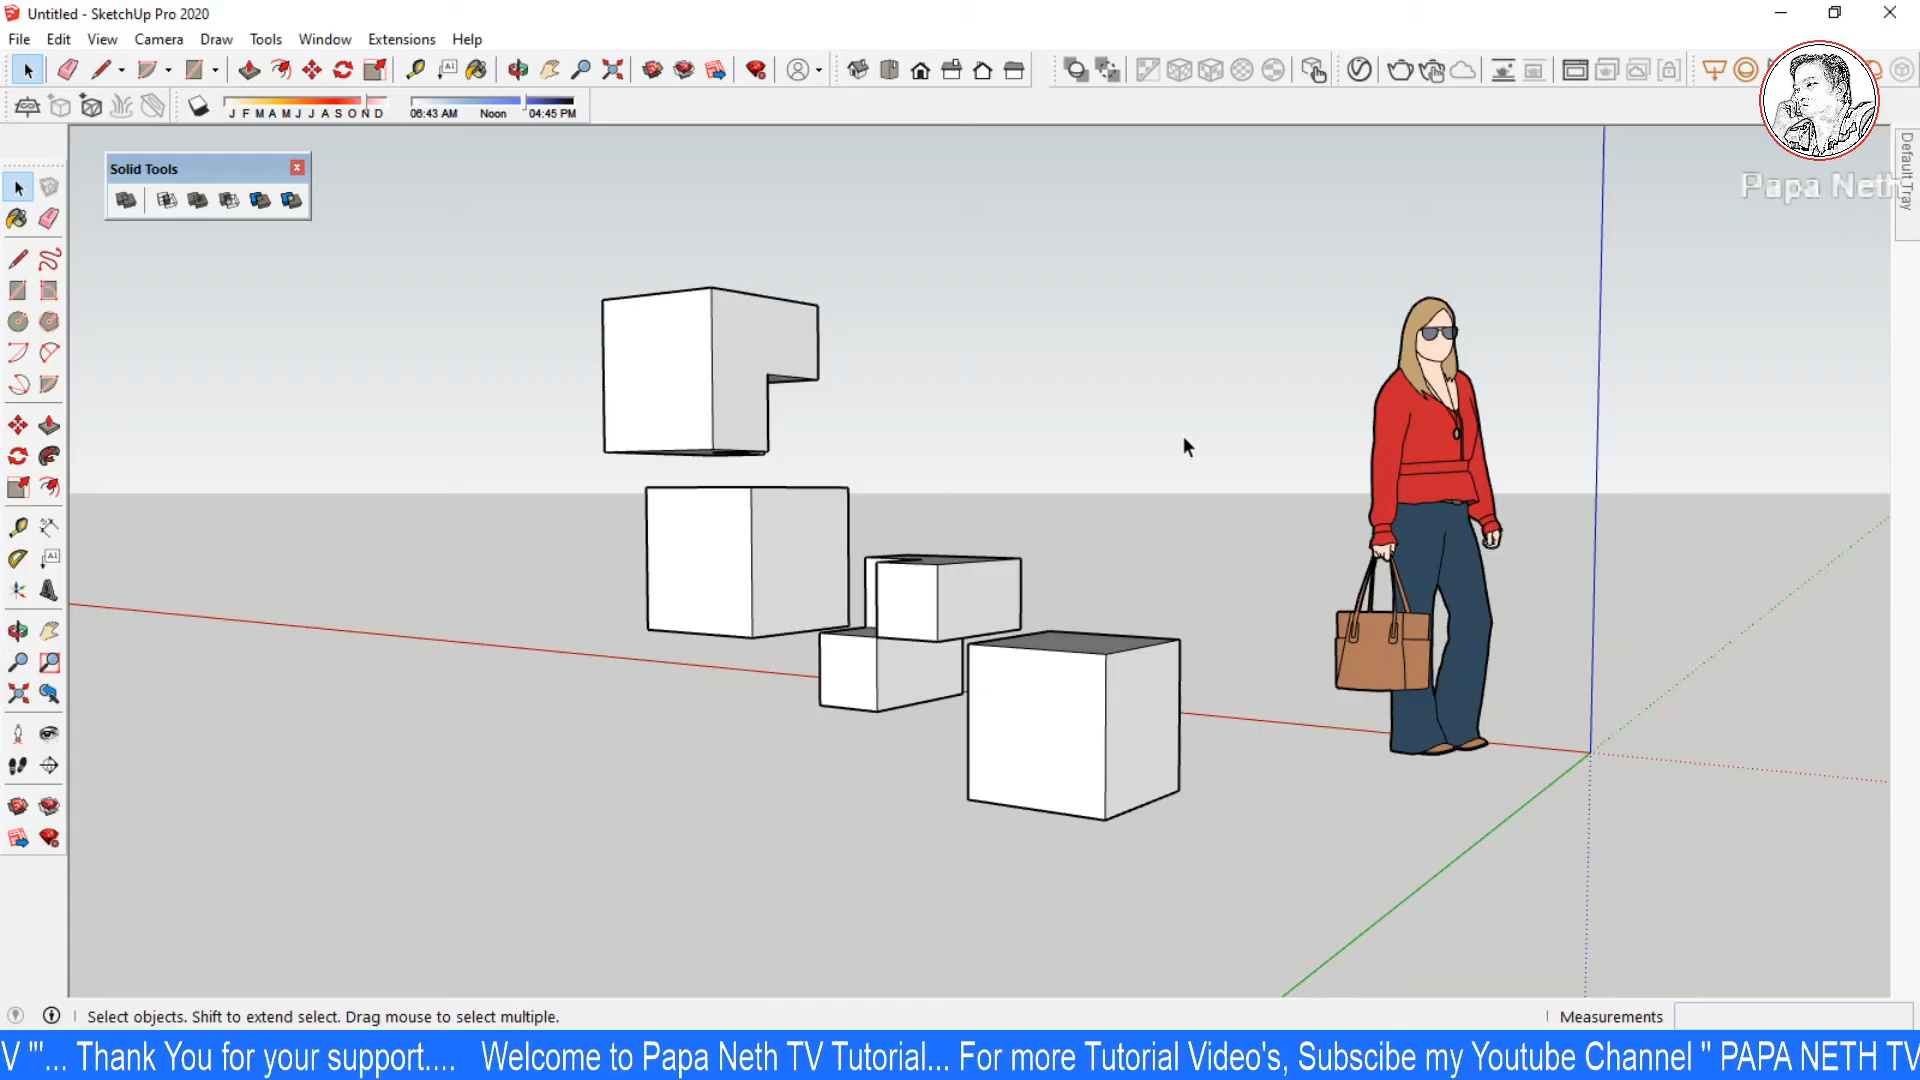 Untitled - SketchUp Pro 2020
File Edit View Camera Draw Tools Window Extensions Help
J F M A M J J A S O N D 06:43 AM Noon 04:45 PM
Solid Tools
Default Tray
Papa Neth
A1
A1
Select objects. Shift to extend select. Drag mouse to select multiple.
Measurements
V "'... Thank You for your support.... Welcome to Papa Neth TV Tutorial... For more Tutorial Video's, Subscibe my Youtube Channel " PAPA NETH TV